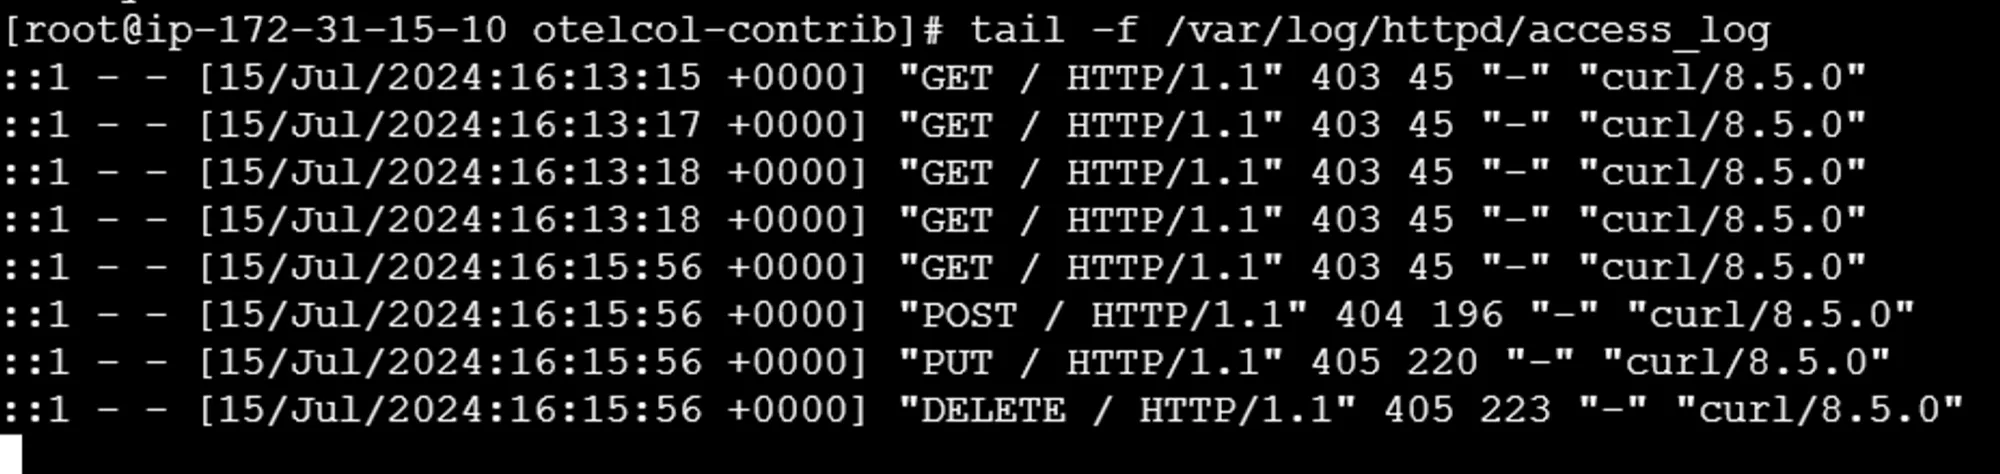 [root@ip-172-31-15-10 otelcol-contrib]# tail -f /var/log/httpd/access_log
::1 - - [15/Jul/2024:16:13:15 +0000] "GET / HTTP/1.1" 403 45 "-" "curl/8.5.0"
::1 - - [15/Jul/2024:16:13:17 +0000] "GET / HTTP/1.1" 403 45 "-" "curl/8.5.0"
::1 - - [15/Jul/2024:16:13:18 +0000] "GET / HTTP/1.1" 403 45 "-" "curl/8.5.0"
::1 - - [15/Jul/2024:16:13:18 +0000] "GET / HTTP/1.1" 403 45 "-" "curl/8.5.0"
::1 - - [15/Jul/2024:16:15:56 +0000] "GET / HTTP/1.1" 403 45 "-" "curl/8.5.0"
::1 - - [15/Jul/2024:16:15:56 +0000] "POST / HTTP/1.1" 404 196 "-" "curl/8.5.0"
::1 - - [15/Jul/2024:16:15:56 +0000] "PUT / HTTP/1.1" 405 220 "-" "curl/8.5.0"
::1 - - [15/Jul/2024:16:15:56 +0000] "DELETE / HTTP/1.1" 405 223 "-" "curl/8.5.0"